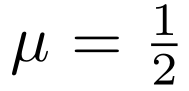 μ = 1/2